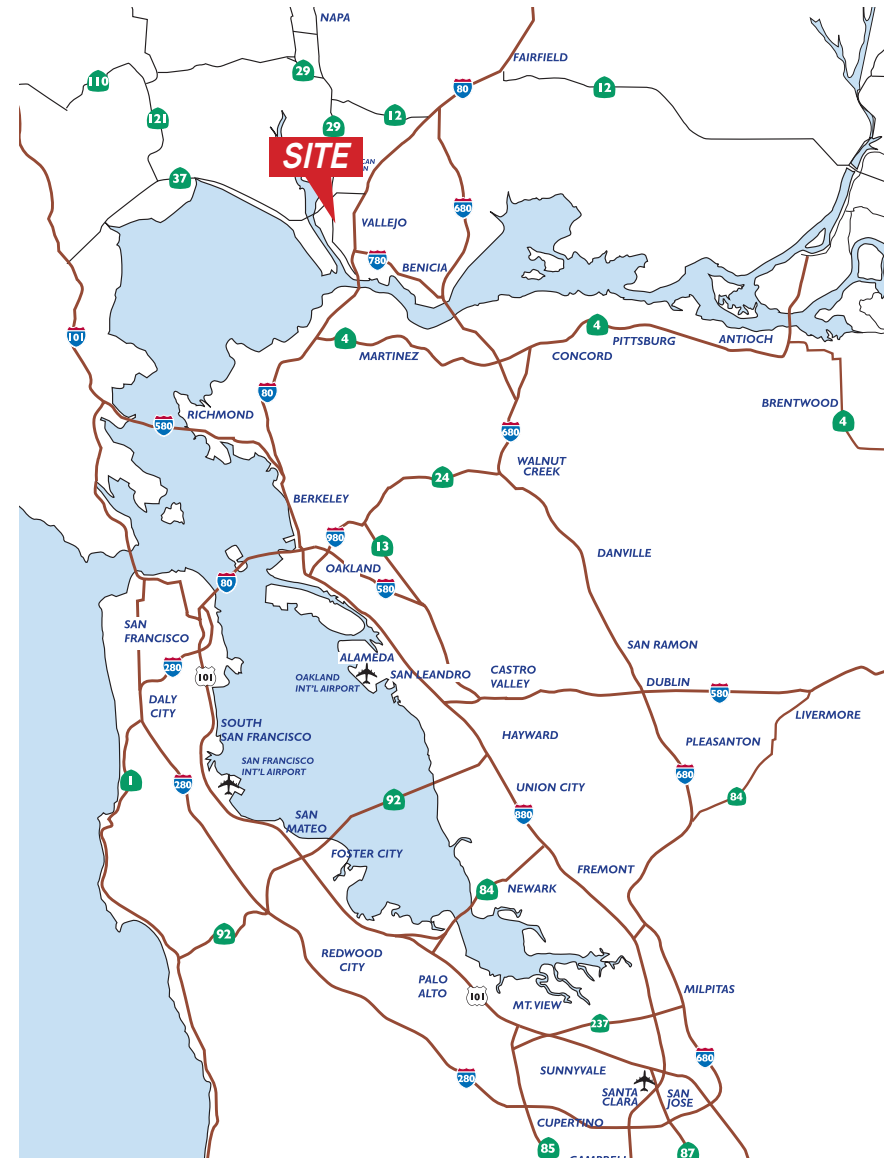 NAPA
FAIRFIELD
29
110
80
12
12
121
29
SITE
37
680
VALLEJO
780
BENICIA
4
101
4
PITTSBURG
ANTIOCH
MARTINEZ
CONCORD
80
BRENTWOOD
RICHMOND
4
580
680
WALNUT
CREEK
24
BERKELEY
980
13
DANVILLE
OAKLAND
80
580
SAN
FRANCISCO
SAN RAMON
ALAMEDA
280
101
OAKLAND
INT'L AIRPORT
SAN LEANDRO
CASTRO
VALLEY
DUBLIN
580
DALY
CITY
LIVERMORE
SOUTH
SAN FRANCISCO
HAYWARD
PLEASANTON
SAN FRANCISCO
INT'L AIRPORT
680
1
280
UNION CITY
92
84
SAN
MATEO
880
FOSTER CITY
FREMONT
84
NEWARK
92
REDWOOD
CITY
PALO
ALTO
101
MT. VIEW
MILPITAS
237
680
SUNNYVALE
280
SANTA
CLARA
SAN
JOSE
CUPERTINO
85
87